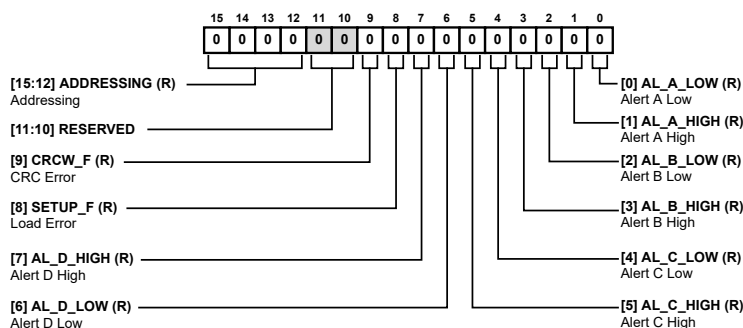 15 14 13 12 11 10 9 8 7 6 5 4 3 2 1 0
0 0 0 0 0 0 0 0 0 0 0 0 0 0 0 0
[15:12] ADDRESSING (R)
Addressing
[11:10] RESERVED
[9] CRCW_F (R)
CRC Error
[8] SETUP_F (R)
Load Error
[7] AL_D_HIGH (R)
Alert D High
[6] AL_D_LOW (R)
Alert D Low
[0] AL_A_LOW (R)
Alert A Low
[1] AL_A_HIGH (R)
Alert A High
[2] AL_B_LOW (R)
Alert B Low
[3] AL_B_HIGH (R)
Alert B High
[4] AL_C_LOW (R)
Alert C Low
[5] AL_C_HIGH (R)
Alert C High